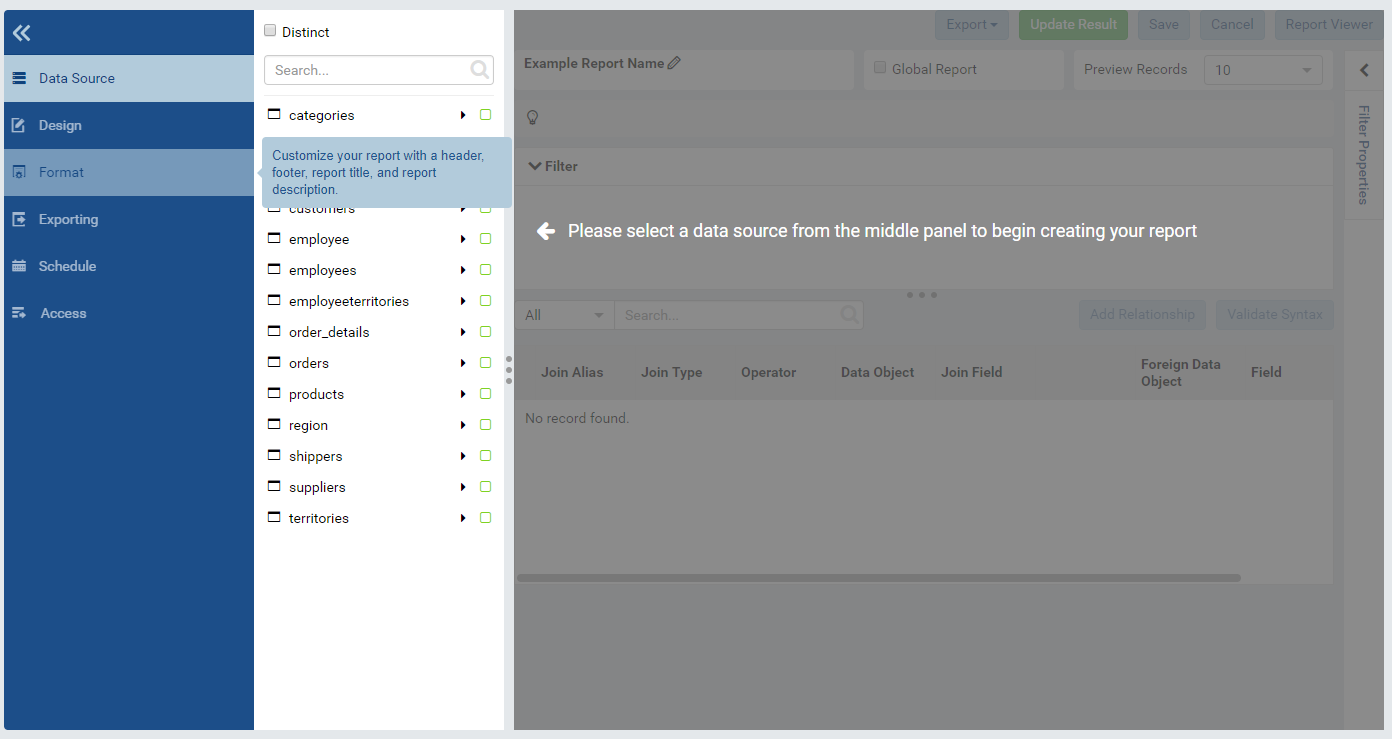 Data Source
Design
Format
Exporting
Schedule
Access
Distinct
Search...
categories
Customize your report with a header,
footer, report title, and report
description.
customers
employee
employees
employeeterritories
order_details
orders
products
region
shippers
suppliers
territories
Export
Update Result
Save
Cancel
Report Viewer
Example Report Name
Global Report
Preview Records
10
Filter Properties
Filter
Please select a data source from the middle panel to begin creating your report
All
Search...
Add Relationship
Validate Syntax
Join Alias
Join Type
Operator
Data Object
Join Field
Foreign Data
Object
Field
No record found.